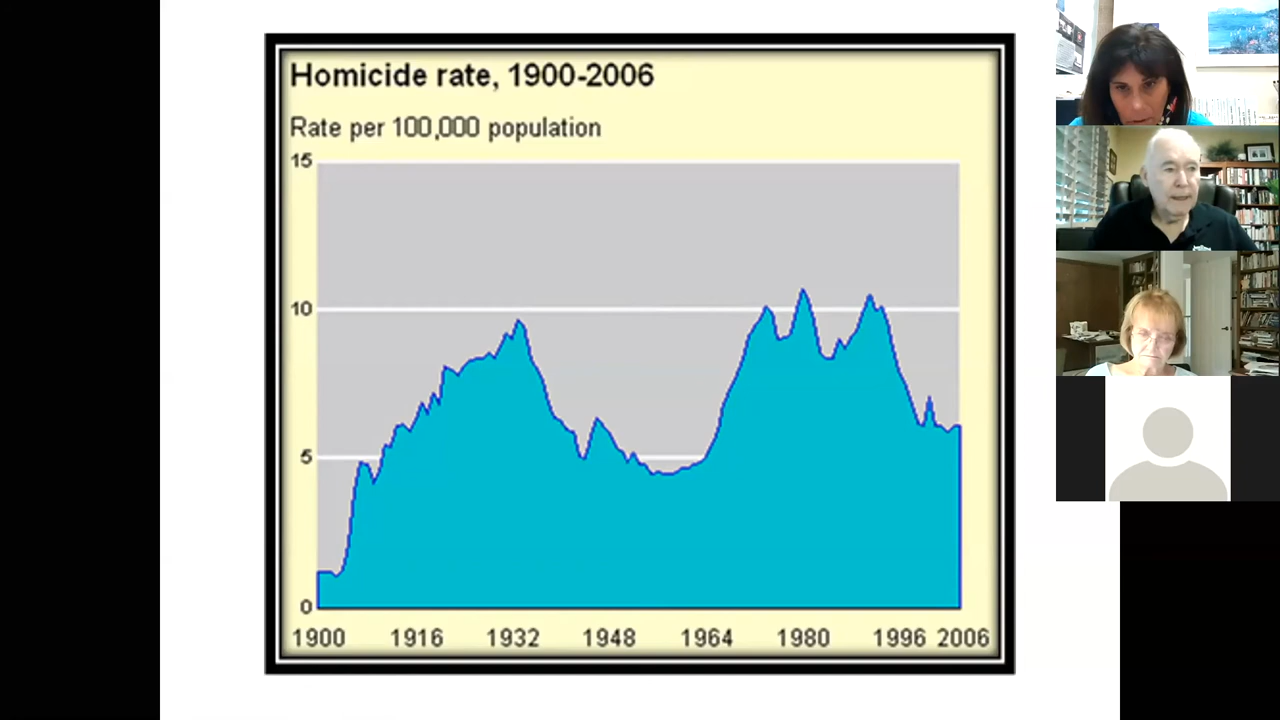 Homicide rate, 1900-2006
Rate per 100,000 population
15
10
5
0
1900 1916 1932 1948 1964 1980 1996 2006